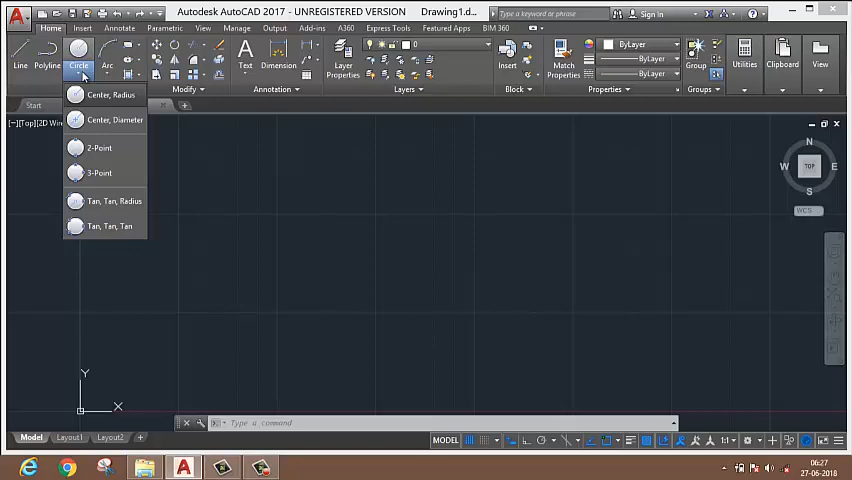 Autodesk AutoCAD 2017 - UNREGISTERED VERSION Drawing1.d...
Type a keyword or phrase
Sign In
Home Insert Annotate Parametric View Manage Output Add-ins A360 Express Tools Featured Apps BIM 360
Line Polyline Circle Arc
Text Dimension
Layer Properties
0
Match Properties
ByLayer
ByLayer
ByLayer
Group
Utilities Clipboard View
Modify Layers Block Properties Groups
Start
Center, Radius
Center, Diameter
2-Point
3-Point
Tan, Tan, Radius
Tan, Tan, Tan
[−][Top][2D Wir
N
W TOP E
S
WCS
Y
X
Type a command
Model Layout1 Layout2
MODEL 1:1
06:27
27-06-2018